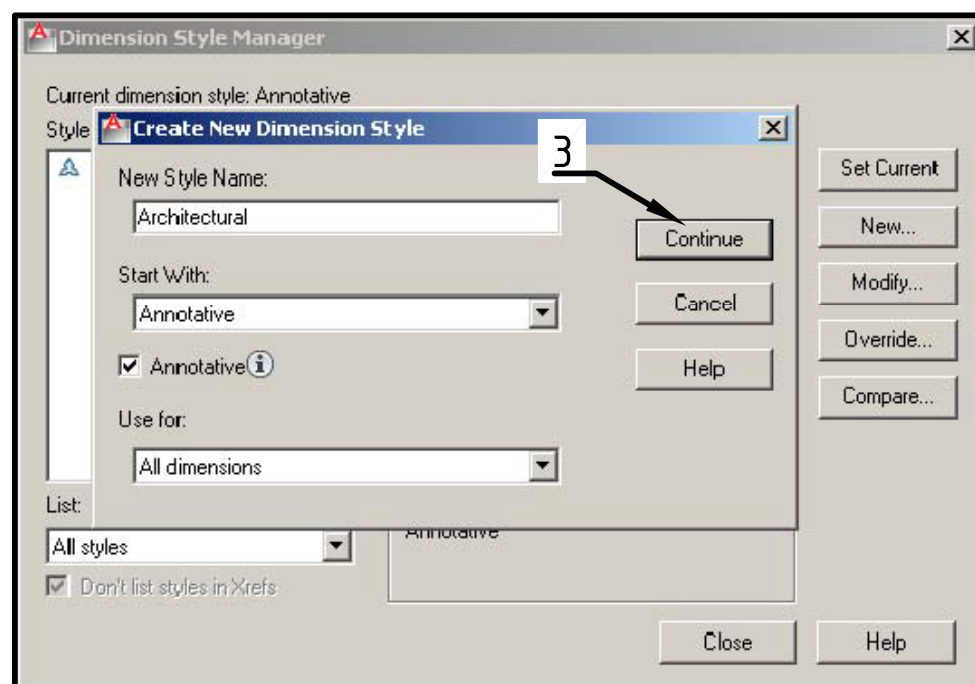 Dimension Style Manager
Current dimension style: Annotative
Style
Create New Dimension Style
3
New Style Name:
Architectural
Start With:
Annotative
Annotative
Use for:
All dimensions
Continue
Cancel
Help
Set Current
New...
Modify...
Override...
Compare...
List:
All styles
Annotative
Don't list styles in Xrefs
Close
Help